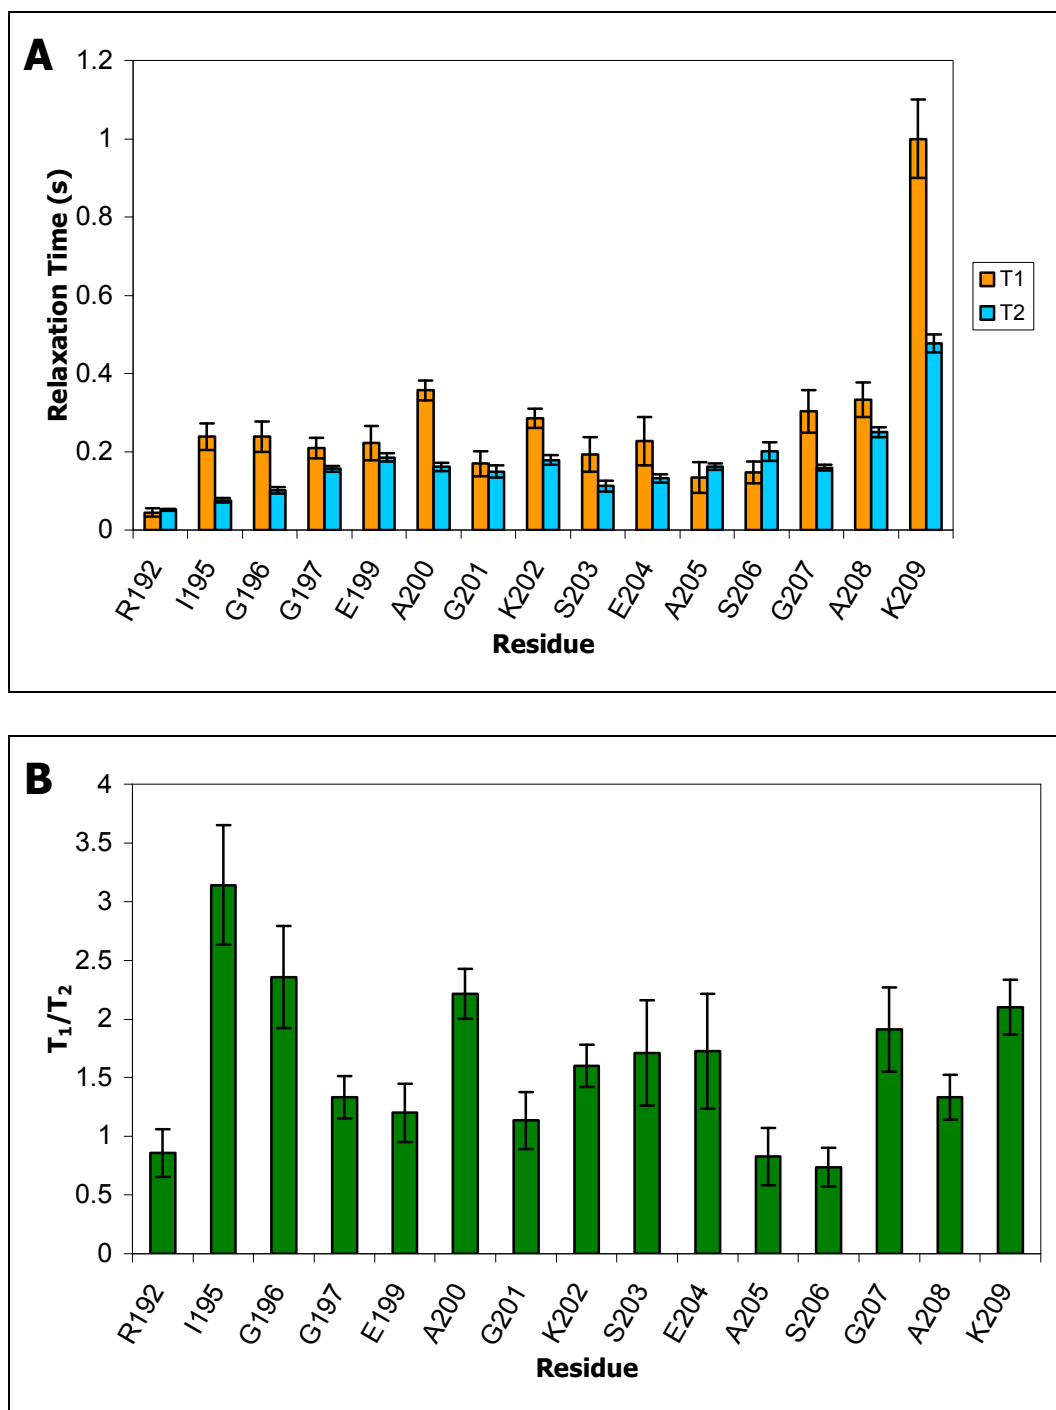 A
1.2
1
0.8
0.6
0.4
0.2
0
Relaxation Time (s)
R192 I195 G196 G197 E199 A200 G201 K202 S203 E204 A205 S206 G207 A208 K209
Residue
T1
T2
B
4
3.5
3
2.5
2
1.5
1
0.5
0
T₁/T₂
R192 I195 G196 G197 E199 A200 G201 K202 S203 E204 A205 S206 G207 A208 K209
Residue